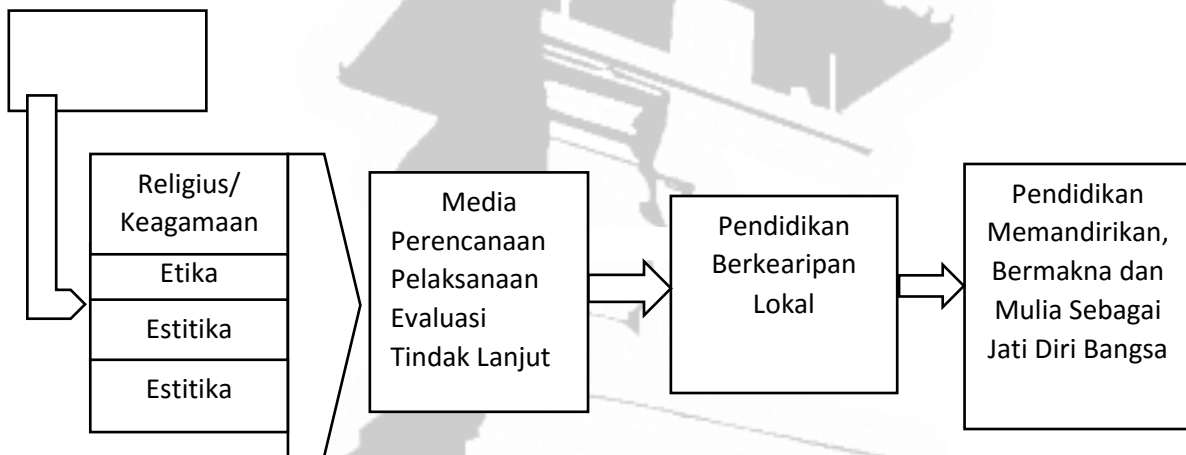 Religius/
Keagamaan
Etika
Estitika
Estitika
Media
Perencanaan
Pelaksanaan
Evaluasi
Tindak Lanjut
Pendidikan
Berkearipan
Lokal
Pendidikan
Memandirikan,
Bermakna dan
Mulia Sebagai
Jati Diri Bangsa